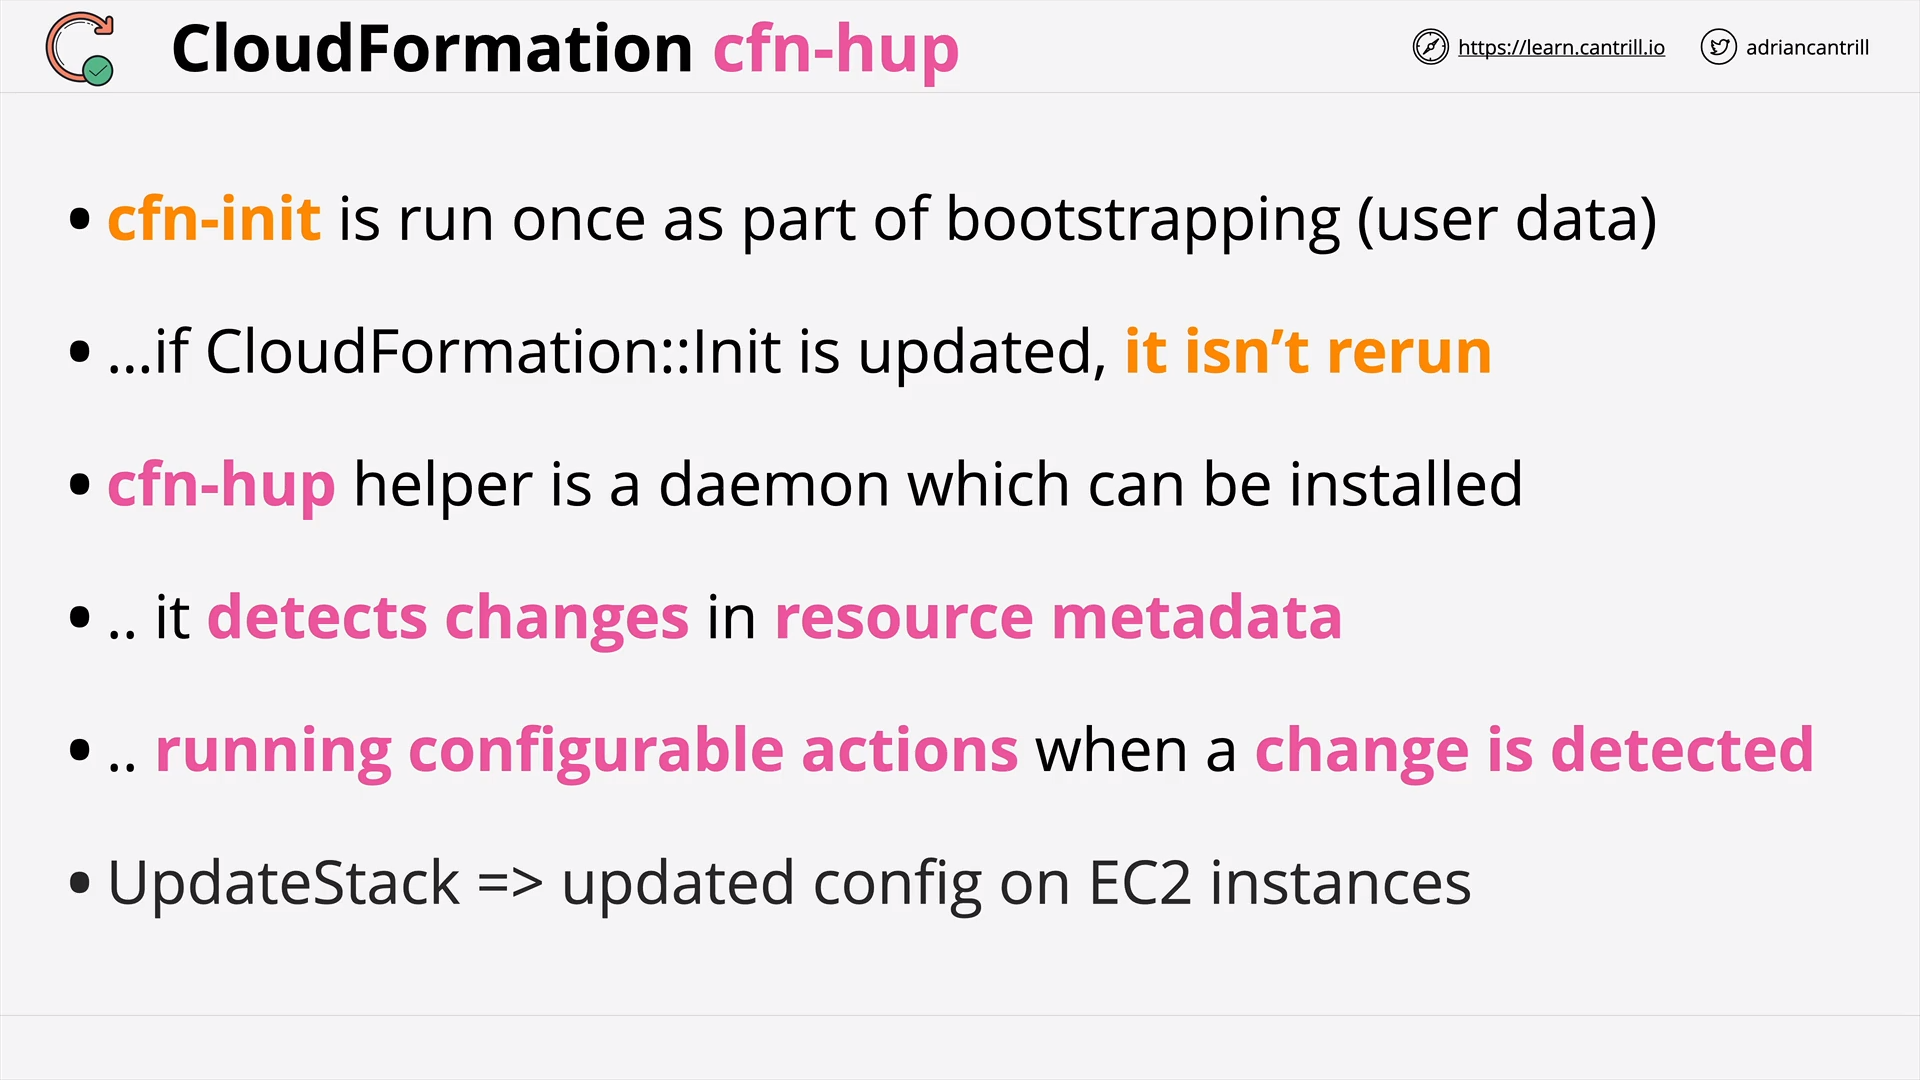 CloudFormation cfn-hup
https://learn.cantrill.io
adriancantrill
• cfn-init is run once as part of bootstrapping (user data)
• ...if CloudFormation::Init is updated, it isn’t rerun
• cfn-hup helper is a daemon which can be installed
• .. it detects changes in resource metadata
• .. running configurable actions when a change is detected
• UpdateStack => updated config on EC2 instances